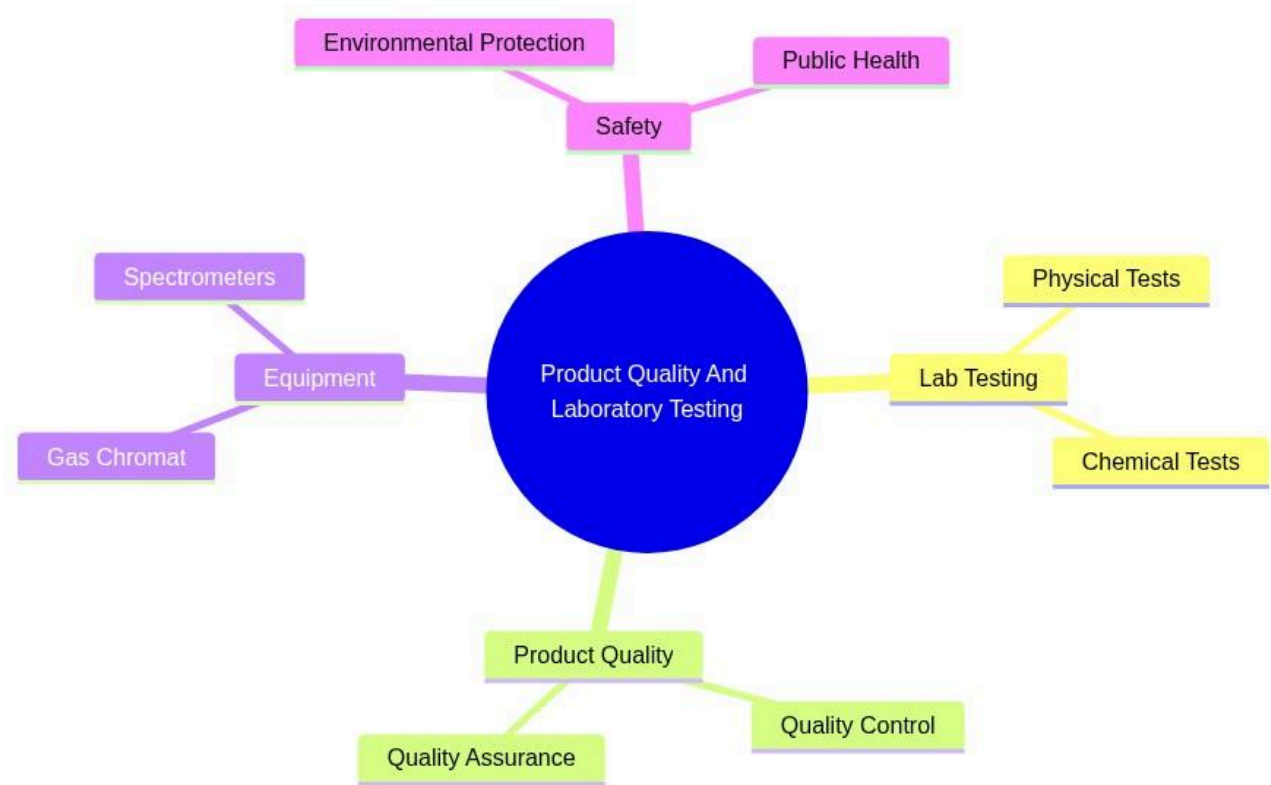 Environmental Protection
Public Health
Safety
Spectrometers
Physical Tests
Equipment
Product Quality And
Laboratory Testing
Lab Testing
Gas Chromat
Chemical Tests
Product Quality
Quality Control
Quality Assurance